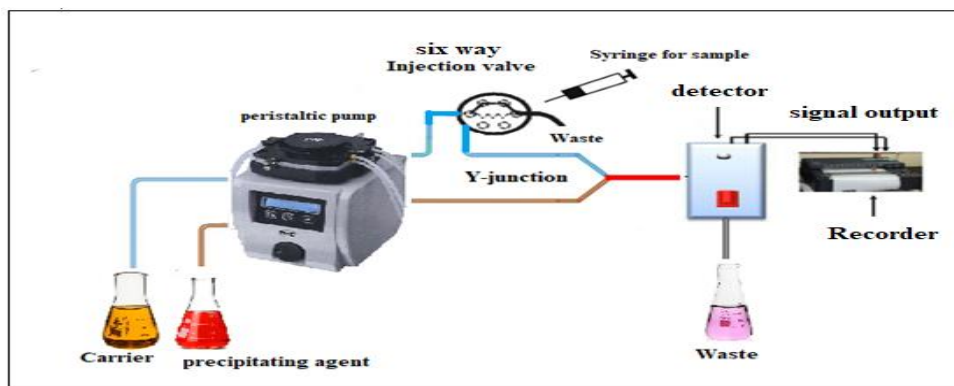 six way
Injection valve
Syringe for sample
detector
peristaltic pump
signal output
Waste
Y-junction
Recorder
Carrier
precipitating agent
Waste